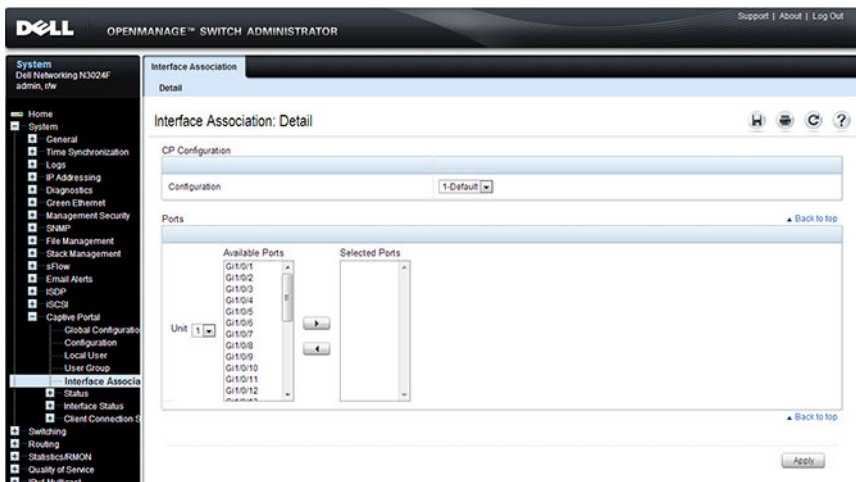 Support | About | Log Out
DELL
OPENMANAGE™ SWITCH ADMINISTRATOR
System
Dell Networking N3024F
admin, r/w
Home
System
General
Time Synchronization
Logs
IP Addressing
Diagnostics
Green Ethernet
Management Security
SNMP
File Management
Stack Management
sFlow
Email Alerts
ISDP
iSCSI
Captive Portal
Global Configuratio
Configuration
Local User
User Group
Interface Associa
Status
Interface Status
Client Connection S
Switching
Routing
Statistics/RMON
Quality of Service
Interface Association
Detail
Interface Association: Detail
CP Configuration
Configuration
1-Default
Ports
Back to top
Available Ports
Selected Ports
Unit 1
Gi1/0/1
Gi1/0/2
Gi1/0/3
Gi1/0/4
Gi1/0/5
Gi1/0/6
Gi1/0/7
Gi1/0/8
Gi1/0/9
Gi1/0/10
Gi1/0/11
Gi1/0/12
Back to top
Apply